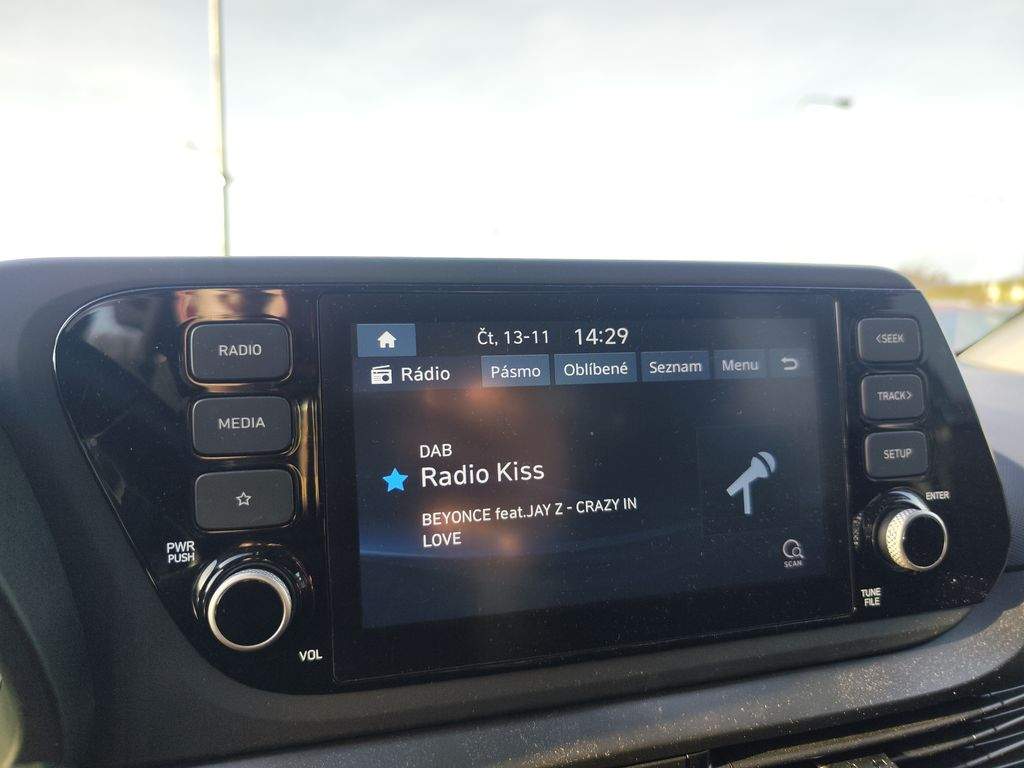 Čt, 13-11 14:29
Rádio Pásmo Oblíbené Seznam Menu
DAB
Radio Kiss
BEYONCE feat.JAY Z - CRAZY IN
LOVE
SCAN
RADIO
MEDIA
PWR
PUSH
VOL
<SEEK
TRACK>
SETUP
ENTER
TUNE
FILE